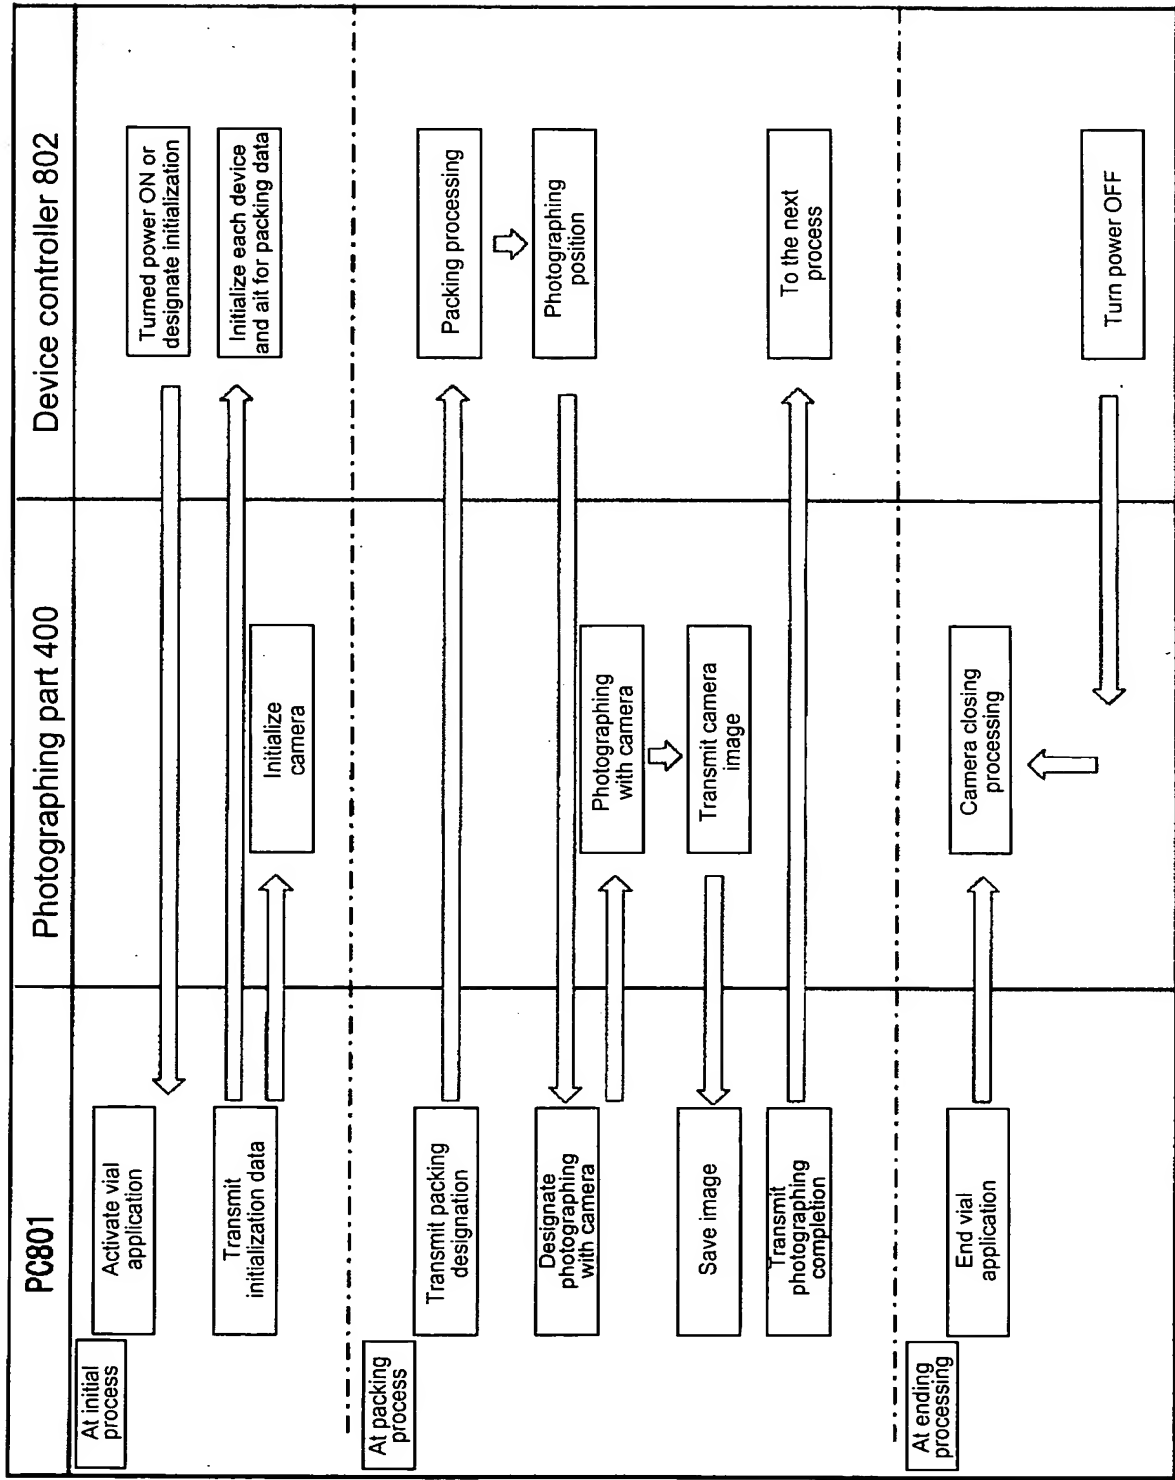 PC801
Photographing part 400
Device controller 802
At initial
process
Activate vial
application
Turned power ON or
designate initialization
Transmit
initialization data
Initialize each device
and ait for packing data
Initialize
camera
At packing
process
Transmit packing
designation
Packing processing
Designate
photographing
with camera
Photographing
position
Photographing
with camera
Save image
Transmit camera
image
Transmit
photographing
completion
To the next
process
At ending
processing
End vial
application
Camera closing
processing
Turn power OFF